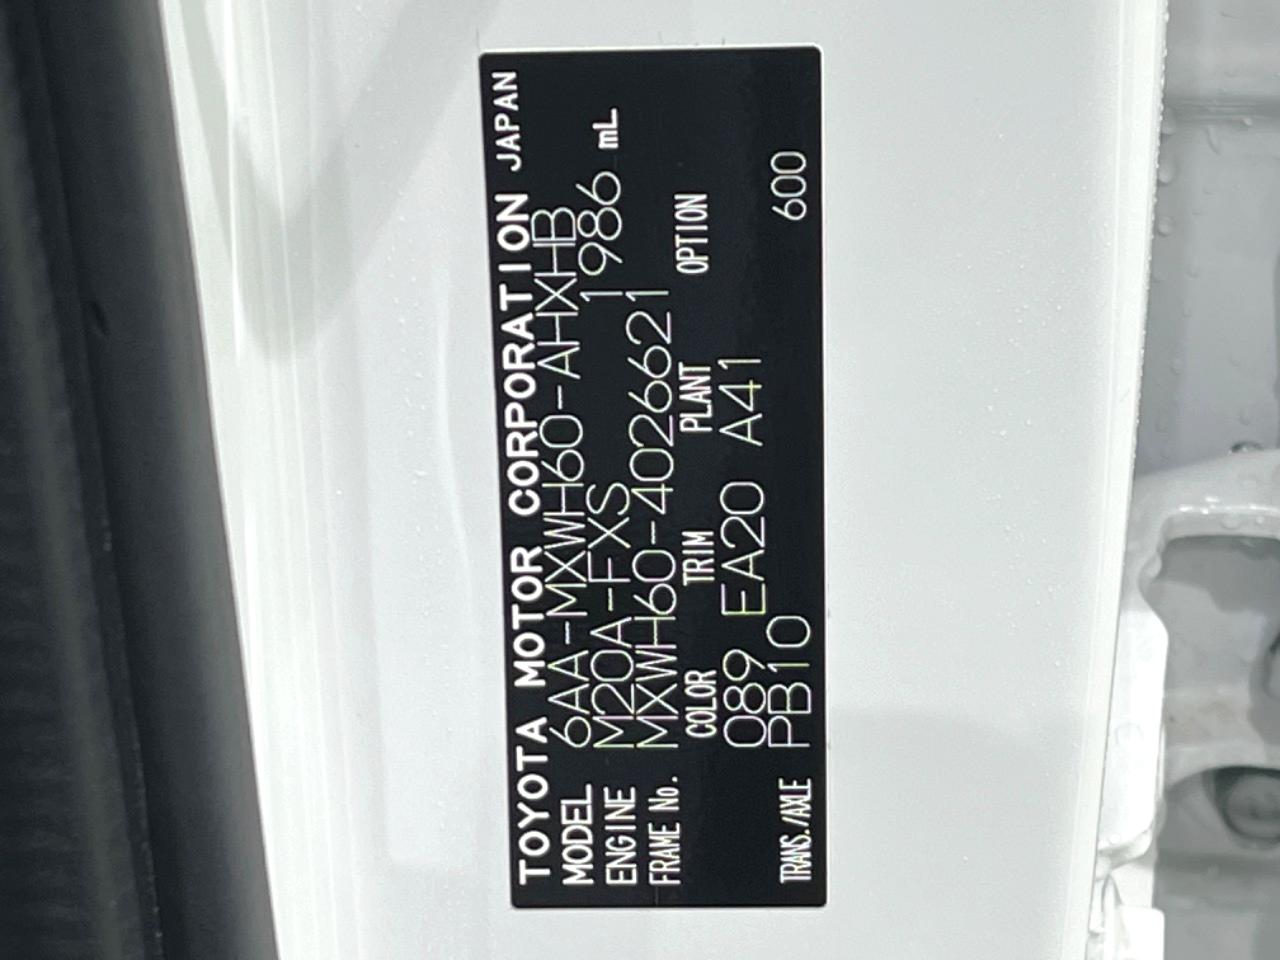 TOYOTA MOTOR CORPORATION JAPAN
MODEL 6AA-MXWH60-AHXHB
ENGINE M20A-FXS 1986 mL
FRAME No. MXWH60-4026621
COLOR TRIM PLANT OPTION
089 EA20 A41
TRANS./AXLE PB10 600